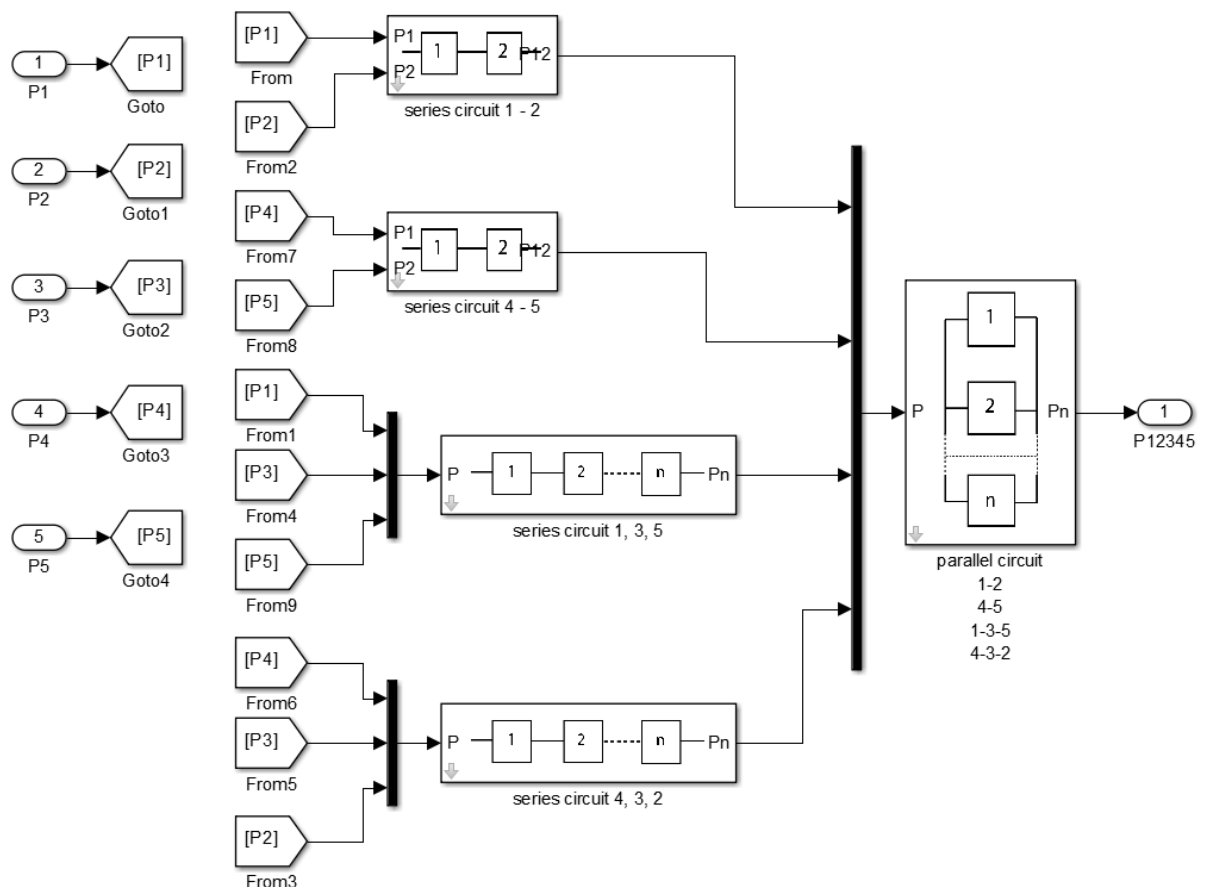 1
P1
[P1]
Goto
2
P2
[P2]
Goto1
3
P3
[P3]
Goto2
4
P4
[P4]
Goto3
5
P5
[P5]
Goto4
[P1]
From
[P2]
From2
P1
P2
1
2
P12
series circuit 1 - 2
[P4]
From7
[P5]
From8
P1
P2
1
2
P12
series circuit 4 - 5
[P1]
From1
[P3]
From4
[P5]
From9
P
1
2
n
Pn
series circuit 1, 3, 5
[P4]
From6
[P3]
From5
[P2]
From3
P
1
2
n
Pn
series circuit 4, 3, 2
P
1
2
n
Pn
parallel circuit
1-2
4-5
1-3-5
4-3-2
1
P12345